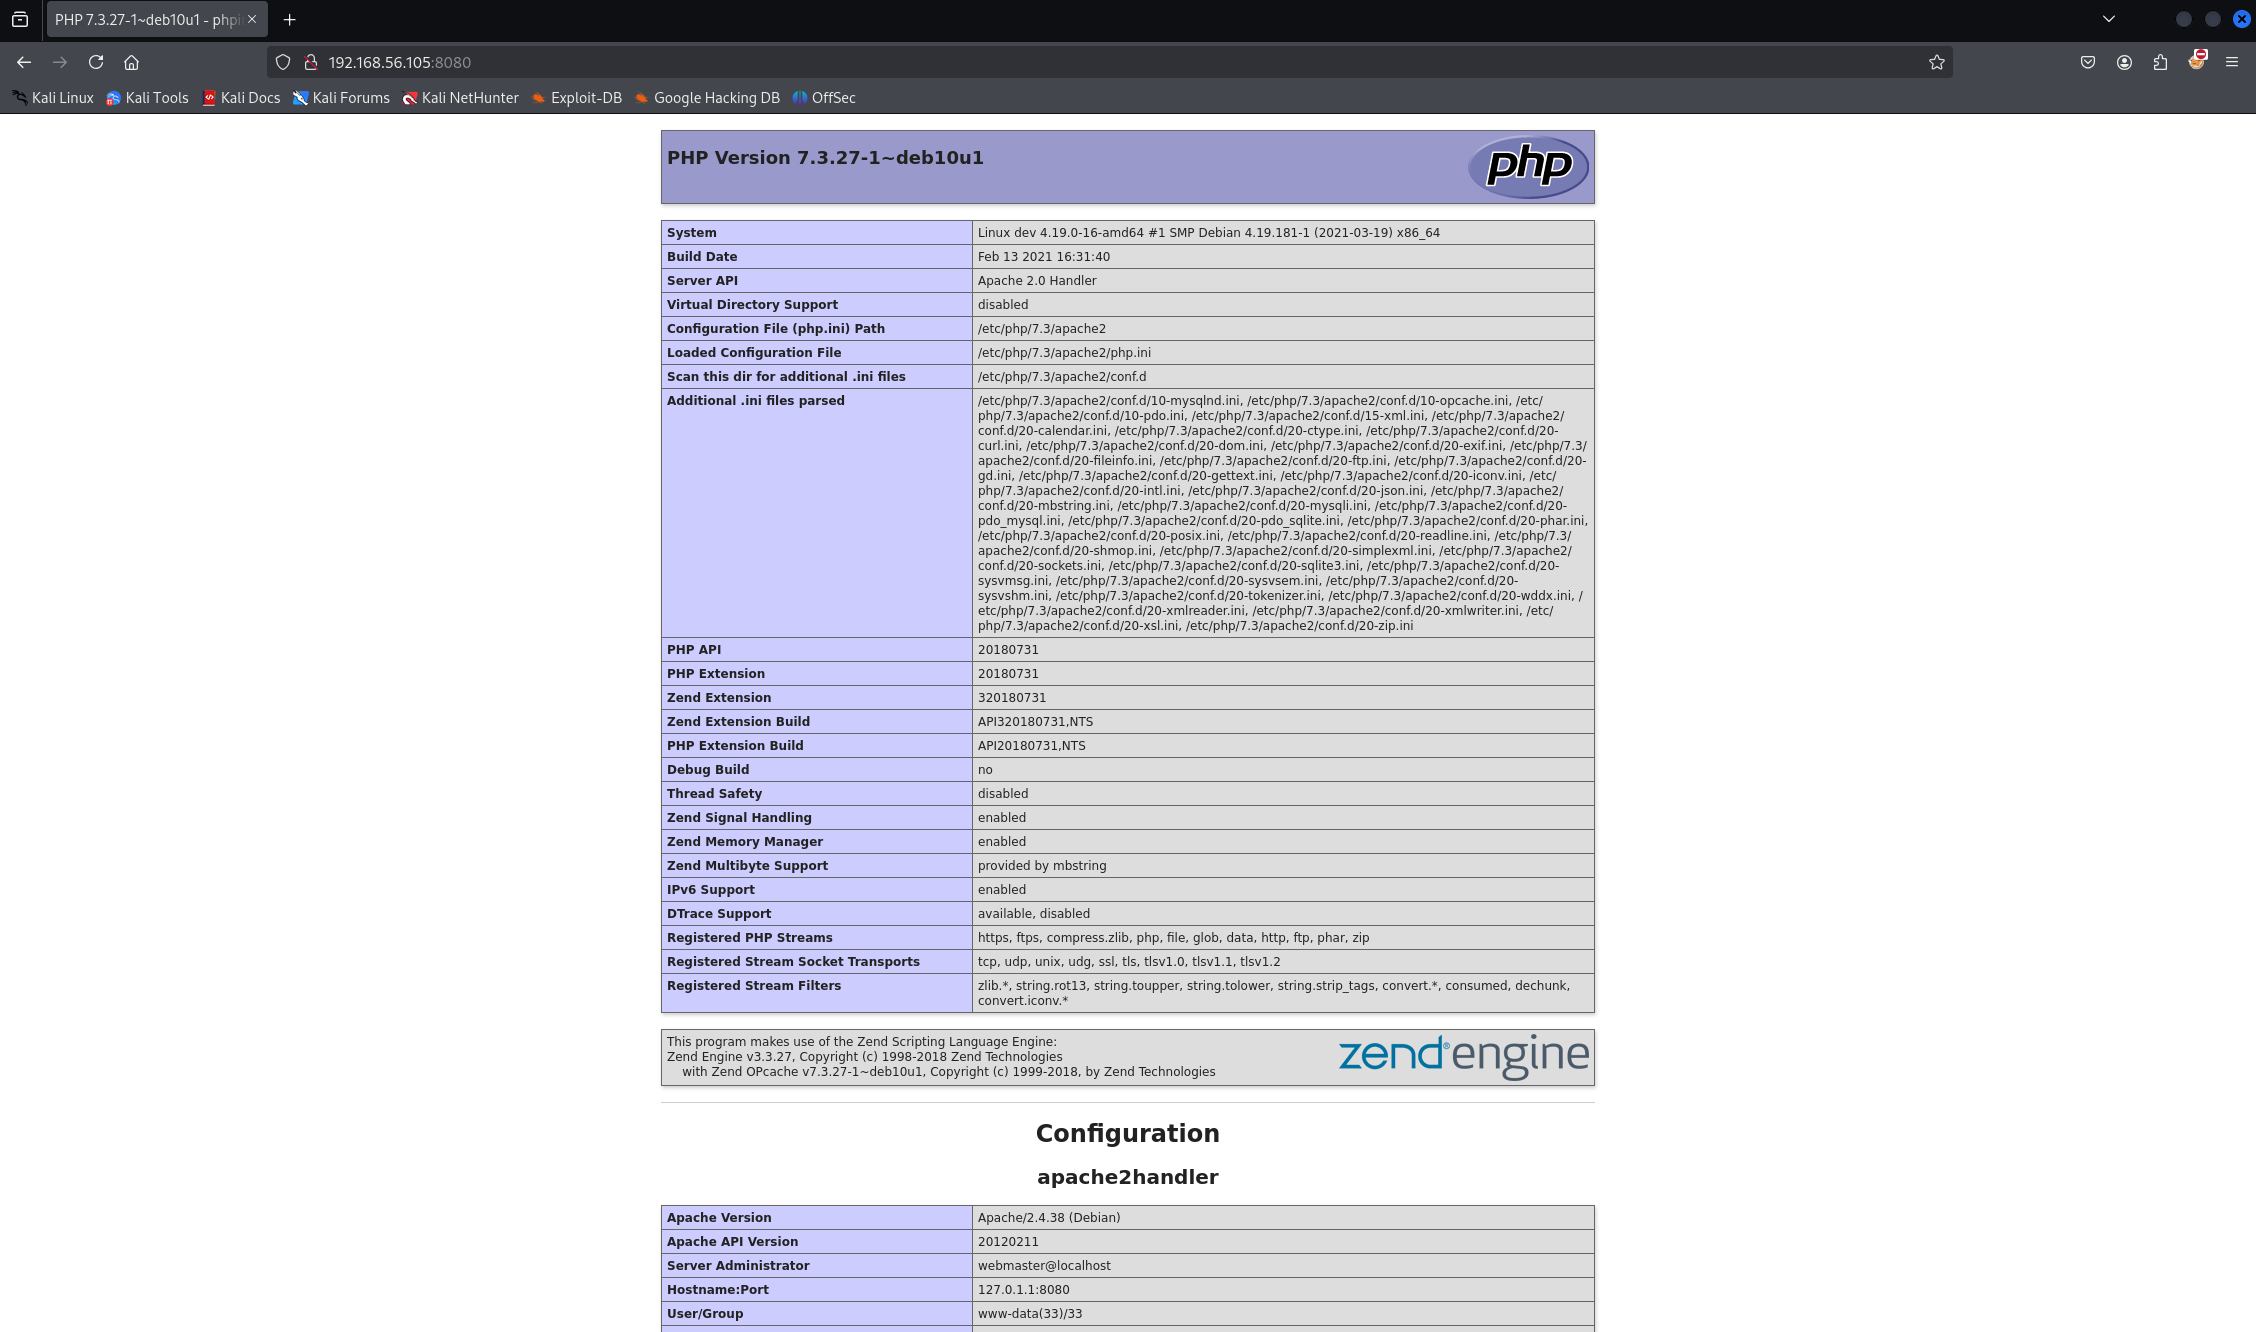 PHP 7.3.27-1~deb10u1 - phpi
192.168.56.105:8080
Kali Linux Kali Tools Kali Docs Kali Forums Kali NetHunter Exploit-DB Google Hacking DB OffSec
PHP Version 7.3.27-1~deb10u1
php
System Linux dev 4.19.0-16-amd64 #1 SMP Debian 4.19.181-1 (2021-03-19) x86_64
Build Date Feb 13 2021 16:31:40
Server API Apache 2.0 Handler
Virtual Directory Support disabled
Configuration File (php.ini) Path /etc/php/7.3/apache2
Loaded Configuration File /etc/php/7.3/apache2/php.ini
Scan this dir for additional .ini files /etc/php/7.3/apache2/conf.d
Additional .ini files parsed /etc/php/7.3/apache2/conf.d/10-mysqlnd.ini, /etc/php/7.3/apache2/conf.d/10-opcache.ini, /etc/
php/7.3/apache2/conf.d/10-pdo.ini, /etc/php/7.3/apache2/conf.d/15-xml.ini, /etc/php/7.3/apache2/
conf.d/20-calendar.ini, /etc/php/7.3/apache2/conf.d/20-ctype.ini, /etc/php/7.3/apache2/conf.d/20-
curl.ini, /etc/php/7.3/apache2/conf.d/20-dom.ini, /etc/php/7.3/apache2/conf.d/20-exif.ini, /etc/php/7.3/
apache2/conf.d/20-fileinfo.ini, /etc/php/7.3/apache2/conf.d/20-ftp.ini, /etc/php/7.3/apache2/conf.d/20-
gd.ini, /etc/php/7.3/apache2/conf.d/20-gettext.ini, /etc/php/7.3/apache2/conf.d/20-iconv.ini, /etc/
php/7.3/apache2/conf.d/20-intl.ini, /etc/php/7.3/apache2/conf.d/20-json.ini, /etc/php/7.3/apache2/
conf.d/20-mbstring.ini, /etc/php/7.3/apache2/conf.d/20-mysqli.ini, /etc/php/7.3/apache2/conf.d/20-
pdo_mysql.ini, /etc/php/7.3/apache2/conf.d/20-pdo_sqlite.ini, /etc/php/7.3/apache2/conf.d/20-phar.ini,
/etc/php/7.3/apache2/conf.d/20-posix.ini, /etc/php/7.3/apache2/conf.d/20-readline.ini, /etc/php/7.3/
apache2/conf.d/20-shmop.ini, /etc/php/7.3/apache2/conf.d/20-simplexml.ini, /etc/php/7.3/apache2/
conf.d/20-sockets.ini, /etc/php/7.3/apache2/conf.d/20-sqlite3.ini, /etc/php/7.3/apache2/conf.d/20-
sysvmsg.ini, /etc/php/7.3/apache2/conf.d/20-sysvsem.ini, /etc/php/7.3/apache2/conf.d/20-
sysvshm.ini, /etc/php/7.3/apache2/conf.d/20-tokenizer.ini, /etc/php/7.3/apache2/conf.d/20-wddx.ini, /
etc/php/7.3/apache2/conf.d/20-xmlreader.ini, /etc/php/7.3/apache2/conf.d/20-xmlwriter.ini, /etc/
php/7.3/apache2/conf.d/20-xsl.ini, /etc/php/7.3/apache2/conf.d/20-zip.ini
PHP API 20180731
PHP Extension 20180731
Zend Extension 320180731
Zend Extension Build API320180731,NTS
PHP Extension Build API20180731,NTS
Debug Build no
Thread Safety disabled
Zend Signal Handling enabled
Zend Memory Manager enabled
Zend Multibyte Support provided by mbstring
IPv6 Support enabled
DTrace Support available, disabled
Registered PHP Streams https, ftps, compress.zlib, php, file, glob, data, http, ftp, phar, zip
Registered Stream Socket Transports tcp, udp, unix, udg, ssl, tls, tlsv1.0, tlsv1.1, tlsv1.2
Registered Stream Filters zlib.*, string.rot13, string.toupper, string.tolower, string.strip_tags, convert.*, consumed, dechunk,
convert.iconv.*
This program makes use of the Zend Scripting Language Engine:
Zend Engine v3.3.27, Copyright (c) 1998-2018 Zend Technologies
with Zend OPcache v7.3.27-1~deb10u1, Copyright (c) 1999-2018, by Zend Technologies
zend®engine
Configuration
apache2handler
Apache Version Apache/2.4.38 (Debian)
Apache API Version 20120211
Server Administrator webmaster@localhost
Hostname:Port 127.0.1.1:8080
User/Group www-data(33)/33